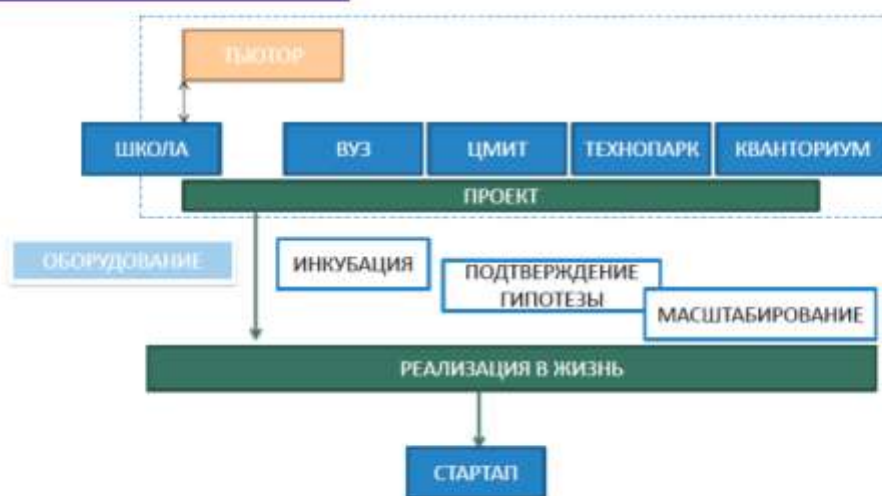 ТЬЮТОР
ШКОЛА
ВУЗ
ЦМИТ
ТЕХНОПАРК
КВАНТОРИУМ
ПРОЕКТ
ОБОРУДОВАНИЕ
ИНКУБАЦИЯ
ПОДТВЕРЖДЕНИЕ
ГИПОТЕЗЫ
МАСШТАБИРОВАНИЕ
РЕАЛИЗАЦИЯ В ЖИЗНЬ
СТАРТАП